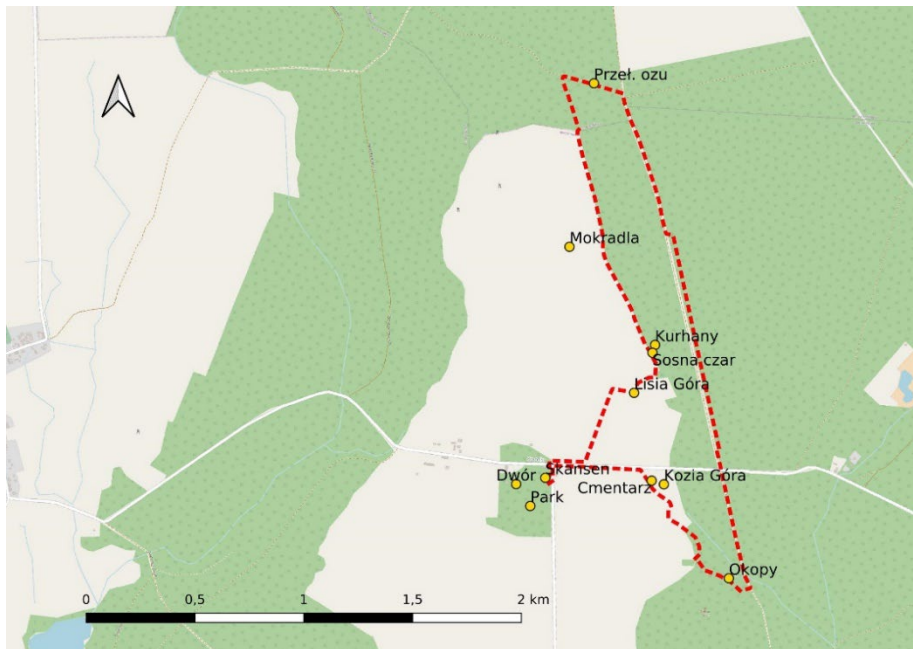 Przeł. ozu
Mokradla
Kurhany
Sosna czar
Lisia Góra
Dwór
Skansen
Park
Cmentarz
Kozia Góra
Okopy
0 0,5 1 1,5 2 km